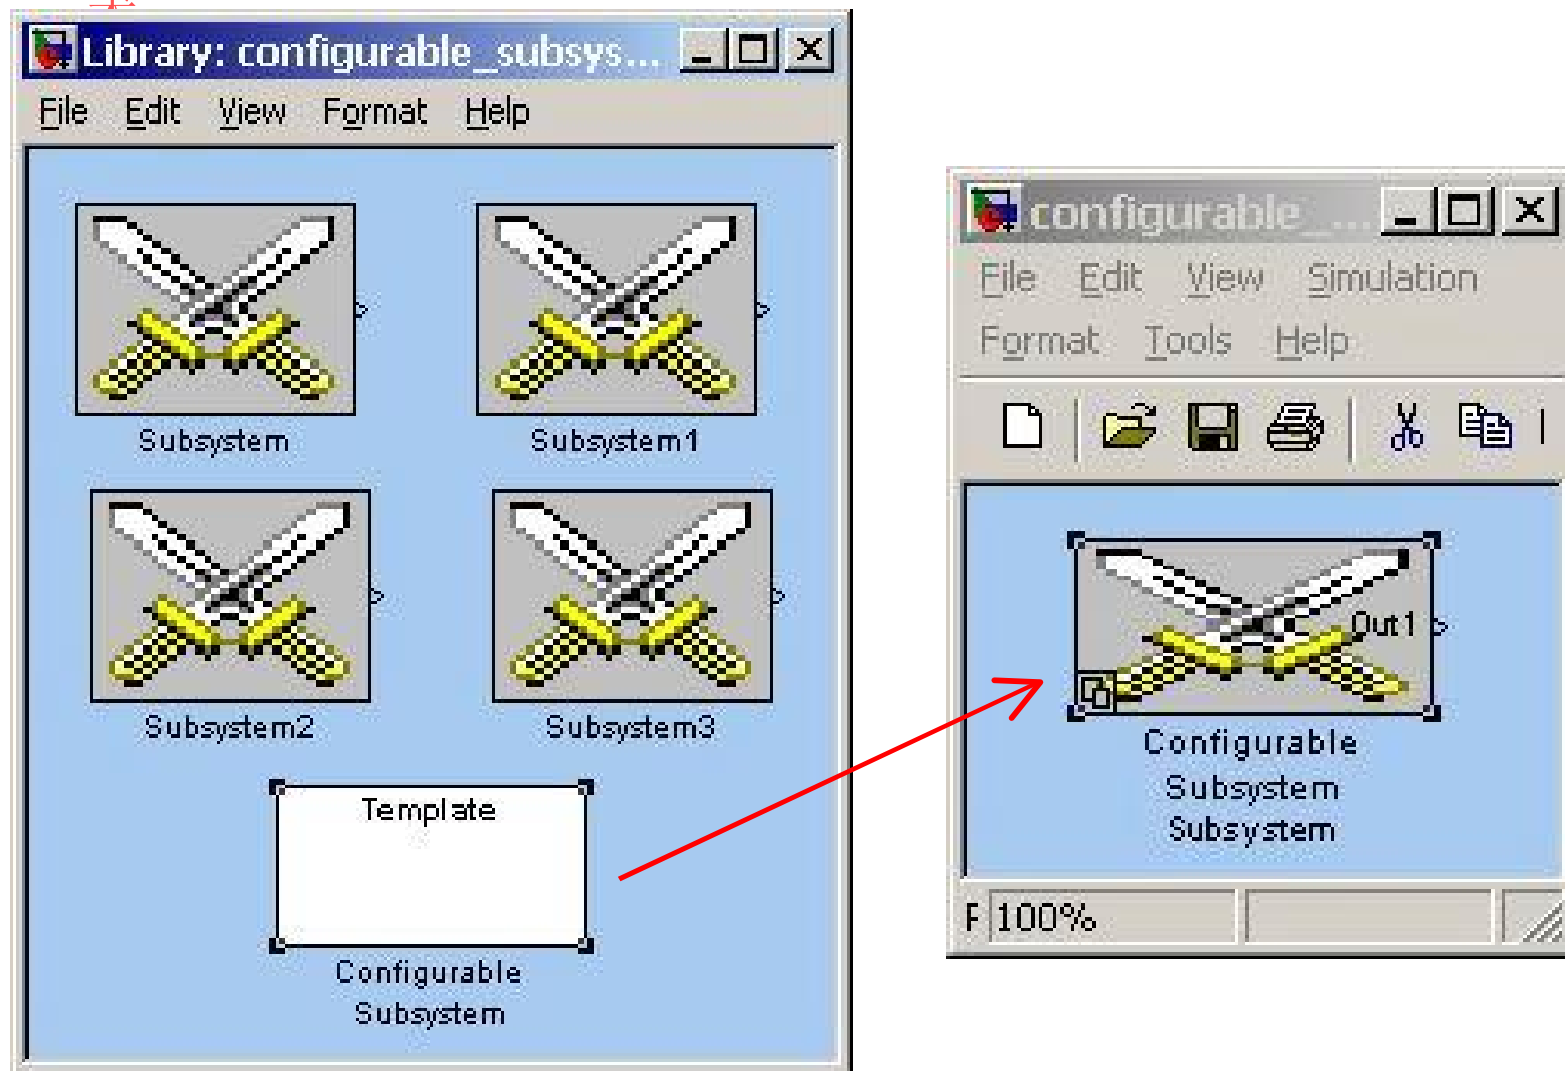 Library: configurable_subsys...
File Edit View Format Help
Subsystem
Subsystem1
Subsystem2
Subsystem3
Template
Configurable
Subsystem
configurable_ ...
File Edit View Simulation
Format Tools Help
Out1
Configurable
Subsystem
Subsystem
F 100%